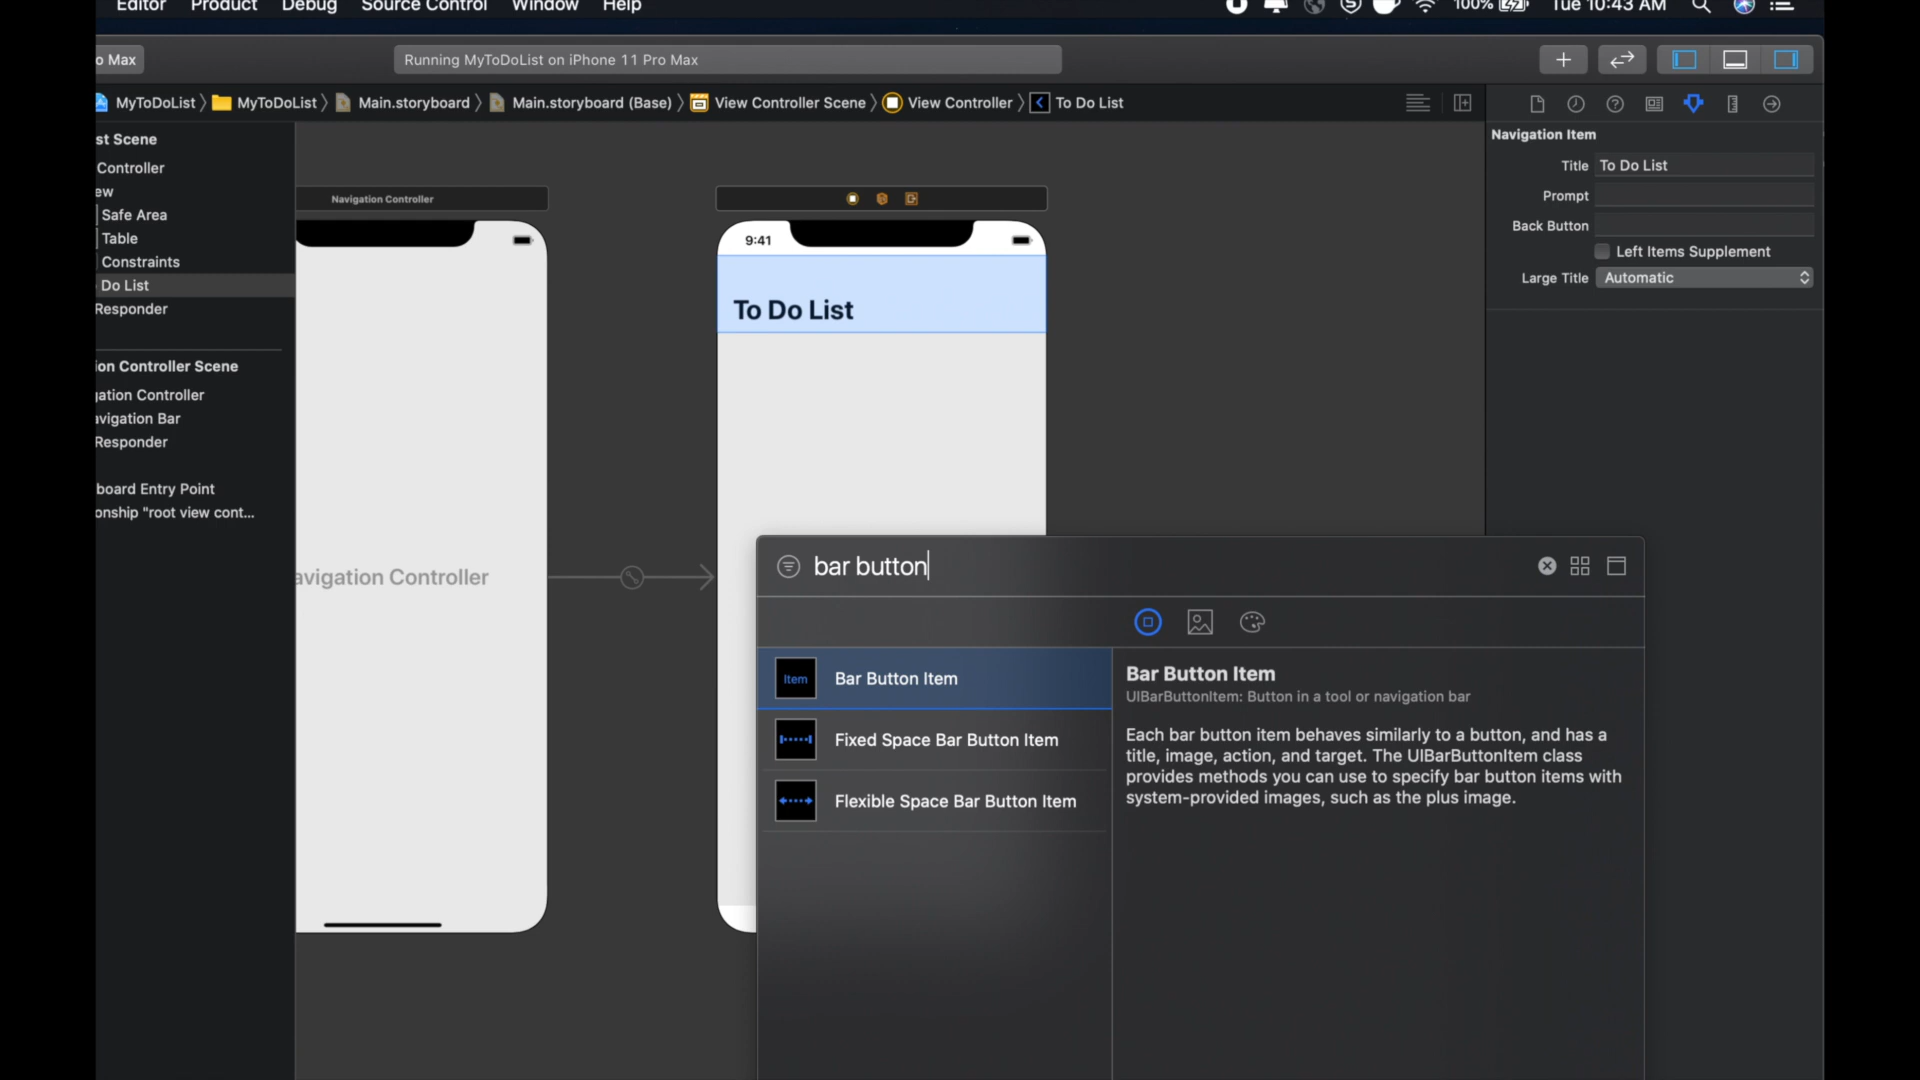 Editor Product Debug Source Control Window Help 100% Tue 10:43 AM
o Max
Running MyToDoList on iPhone 11 Pro Max
MyToDoList MyToDoList Main.storyboard Main.storyboard (Base) View Controller Scene View Controller To Do List
st Scene
Controller
ew
Safe Area
Table
Constraints
Do List
Responder
ion Controller Scene
gation Controller
avigation Bar
Responder
board Entry Point
onship "root view cont...
Navigation Controller
avigation Controller
9:41
To Do List
Navigation Item
Title To Do List
Prompt
Back Button
Left Items Supplement
Large Title Automatic
bar button
Item Bar Button Item
Fixed Space Bar Button Item
Flexible Space Bar Button Item
Bar Button Item
UIBarButtonItem: Button in a tool or navigation bar
Each bar button item behaves similarly to a button, and has a
title, image, action, and target. The UIBarButtonItem class
provides methods you can use to specify bar button items with
system-provided images, such as the plus image.